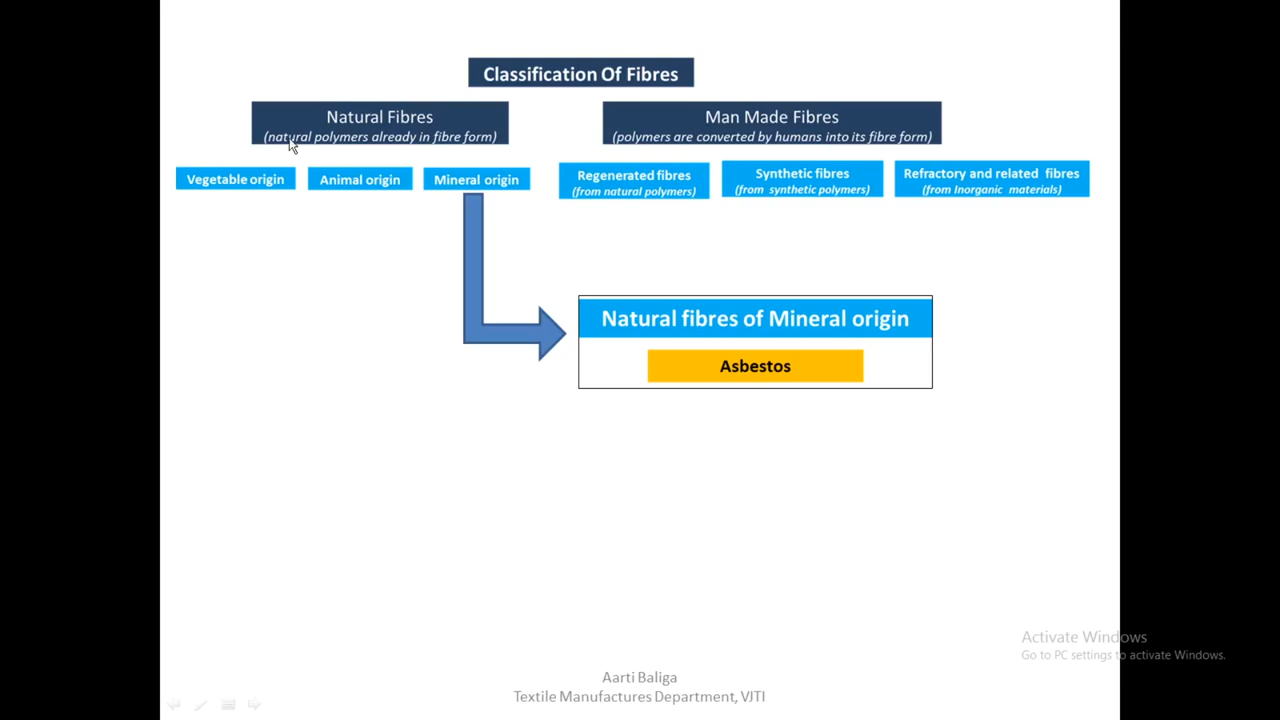 Classification Of Fibres
Natural Fibres
(natural polymers already in fibre form)
Man Made Fibres
(polymers are converted by humans into its fibre form)
Vegetable origin
Animal origin
Mineral origin
Regenerated fibres
(from natural polymers)
Synthetic fibres
(from synthetic polymers)
Refractory and related fibres
(from Inorganic materials)
Natural fibres of Mineral origin
Asbestos
Activate Windows
Go to PC settings to activate Windows.
Aarti Baliga
Textile Manufactures Department, VJTI